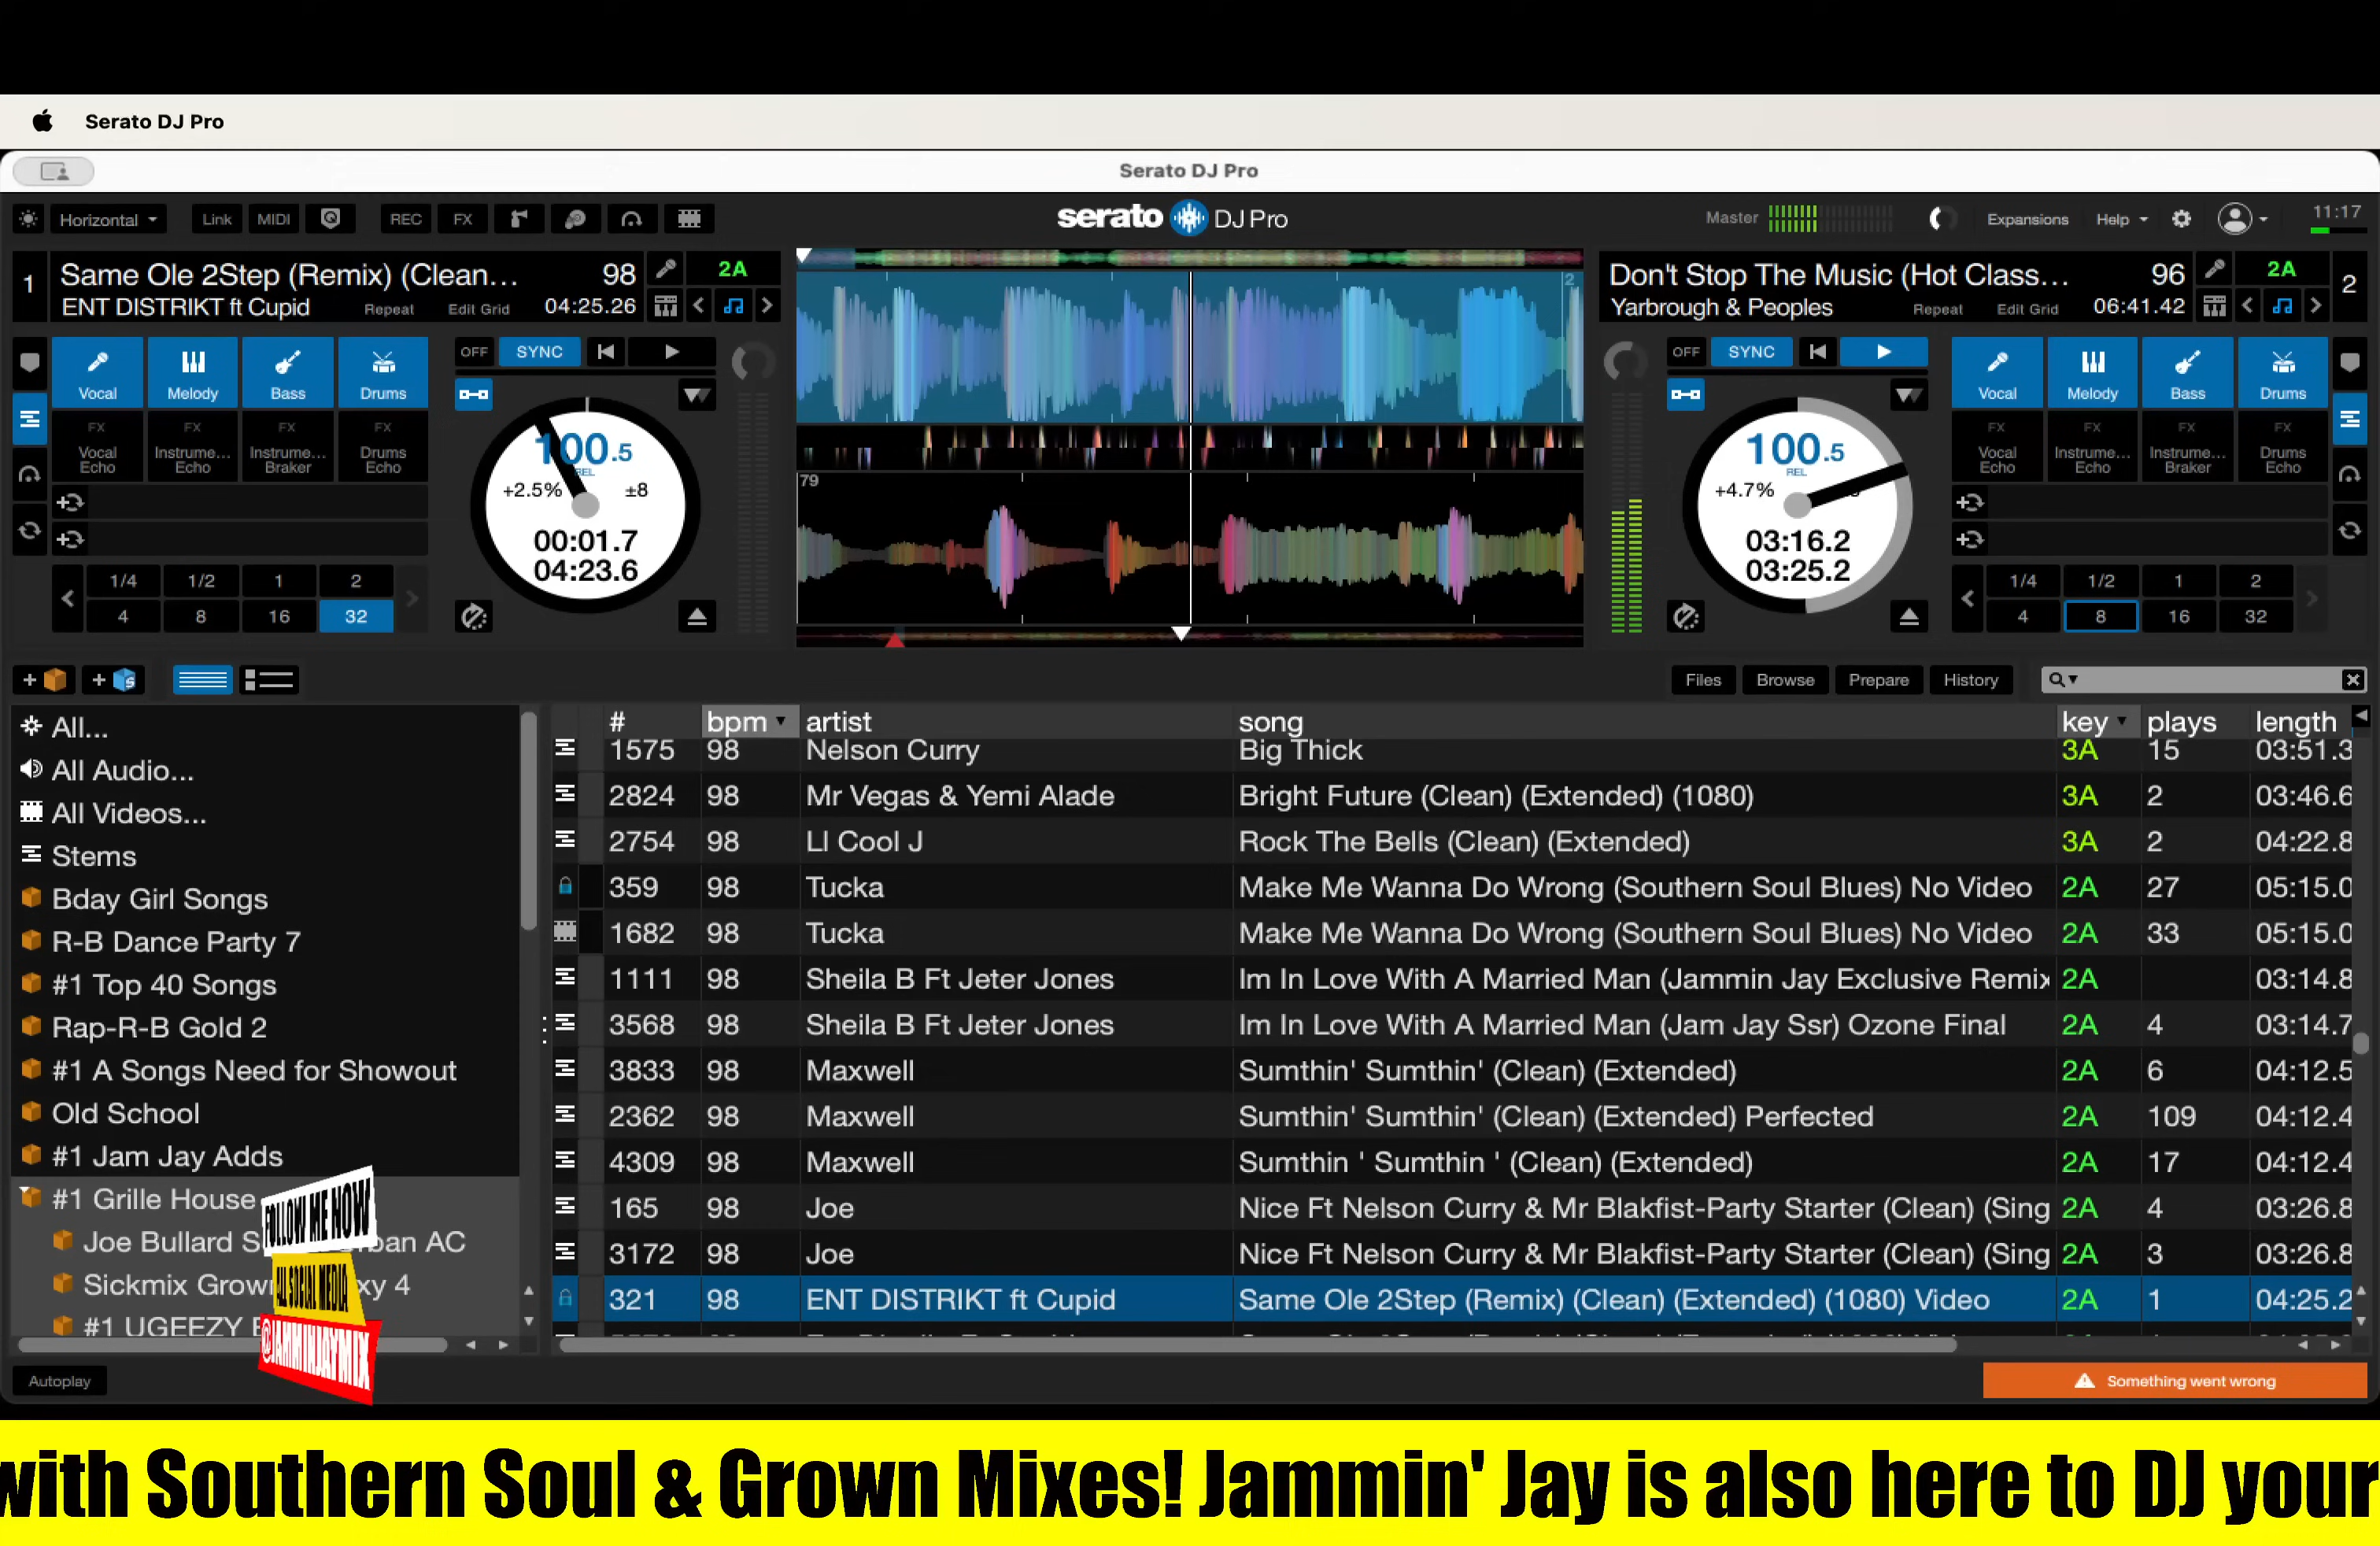 Serato DJ Pro
Serato DJ Pro
Horizontal Link MIDI REC FX serato DJ Pro Master Expansions Help 11:17
1 Same Ole 2Step (Remix) (Clean... 98 2A
ENT DISTRIKT ft Cupid Repeat Edit Grid 04:25.26
Don't Stop The Music (Hot Class... 96 2A 2
Yarbrough & Peoples Repeat Edit Grid 06:41.42
Vocal Melody Bass Drums
FX FX FX FX
Vocal Echo Instrume... Echo Instrume... Braker Drums Echo
1/4 1/2 1 2
4 8 16 32
OFF SYNC
100.5
REL
+2.5% ±8
00:01.7
04:23.6
2
79
OFF SYNC
100.5
REL
+4.7%
03:16.2
03:25.2
Vocal Melody Bass Drums
FX FX FX FX
Vocal Echo Instrume... Echo Instrume... Braker Drums Echo
1/4 1/2 1 2
4 8 16 32
Files Browse Prepare History
All...
All Audio...
All Videos...
Stems
Bday Girl Songs
R-B Dance Party 7
#1 Top 40 Songs
Rap-R-B Gold 2
#1 A Songs Need for Showout
Old School
#1 Jam Jay Adds
#1 Grille House
Joe Bullard AC
Sickmix 4
#1 UGEEZY
FOLLOW ME NOW
ALL SOCIAL MEDIA
@JAMMINJAYMIX
# bpm artist song key plays length
1575 98 Nelson Curry Big Thick 3A 15 03:51.3
2824 98 Mr Vegas & Yemi Alade Bright Future (Clean) (Extended) (1080) 3A 2 03:46.6
2754 98 Ll Cool J Rock The Bells (Clean) (Extended) 3A 2 04:22.8
359 98 Tucka Make Me Wanna Do Wrong (Southern Soul Blues) No Video 2A 27 05:15.0
1682 98 Tucka Make Me Wanna Do Wrong (Southern Soul Blues) No Video 2A 33 05:15.0
1111 98 Sheila B Ft Jeter Jones Im In Love With A Married Man (Jammin Jay Exclusive Remix 2A 03:14.8
3568 98 Sheila B Ft Jeter Jones Im In Love With A Married Man (Jam Jay Ssr) Ozone Final 2A 4 03:14.7
3833 98 Maxwell Sumthin' Sumthin' (Clean) (Extended) 2A 6 04:12.5
2362 98 Maxwell Sumthin' Sumthin' (Clean) (Extended) Perfected 2A 109 04:12.4
4309 98 Maxwell Sumthin ' Sumthin ' (Clean) (Extended) 2A 17 04:12.4
165 98 Joe Nice Ft Nelson Curry & Mr Blakfist-Party Starter (Clean) (Sing 2A 4 03:26.8
3172 98 Joe Nice Ft Nelson Curry & Mr Blakfist-Party Starter (Clean) (Sing 2A 3 03:26.8
321 98 ENT DISTRIKT ft Cupid Same Ole 2Step (Remix) (Clean) (Extended) (1080) Video 2A 1 04:25.2
Autoplay Something went wrong
with Southern Soul & Grown Mixes! Jammin' Jay is also here to DJ your